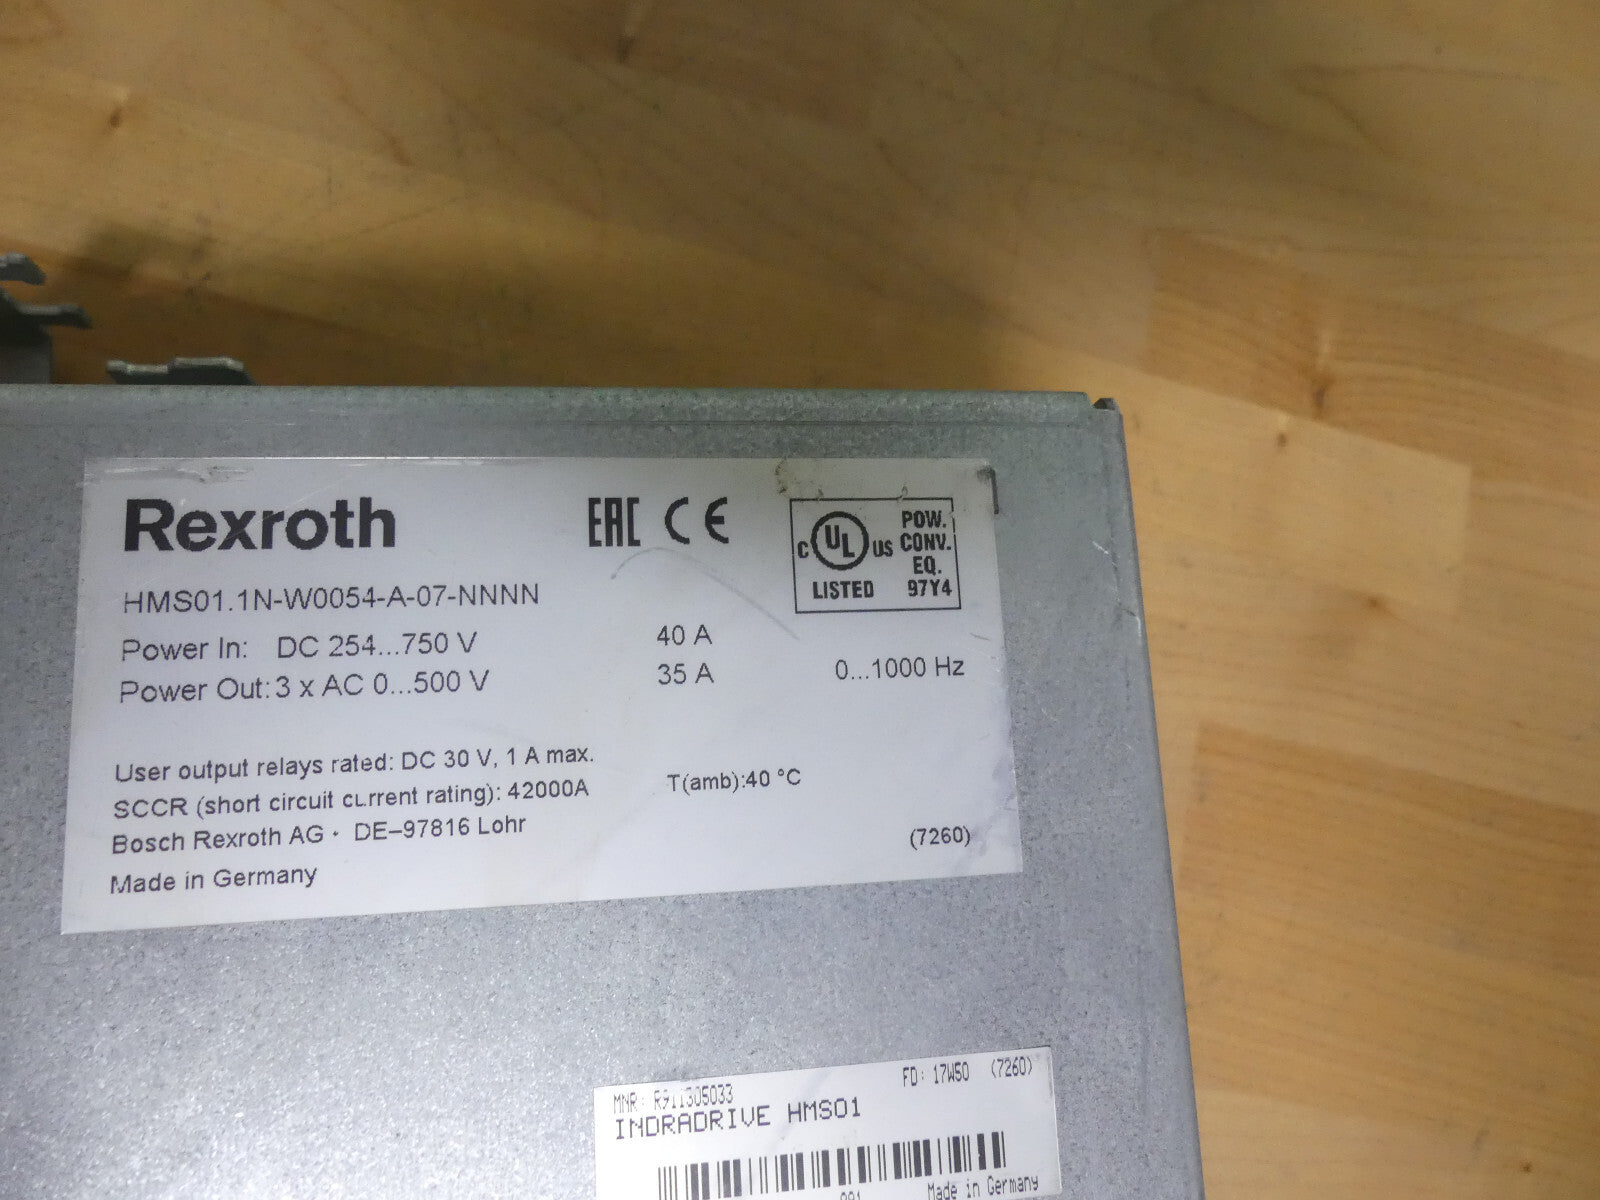 Rexroth
EAC CE
C UL US LISTED
POW.
CONV.
EQ.
97Y4
HMS01.1N-W0054-A-07-NNNN
Power In: DC 254...750 V 40 A
Power Out: 3 x AC 0...500 V 35 A 0...1000 Hz
User output relays rated: DC 30 V, 1 A max.
SCCR (short circuit current rating): 42000A T(amb):40 °C
Bosch Rexroth AG · DE–97816 Lohr
(7260)
Made in Germany
MNR: R911305033 FD: 17W50 (7260)
INDRADRIVE HMS01
Made in Germany